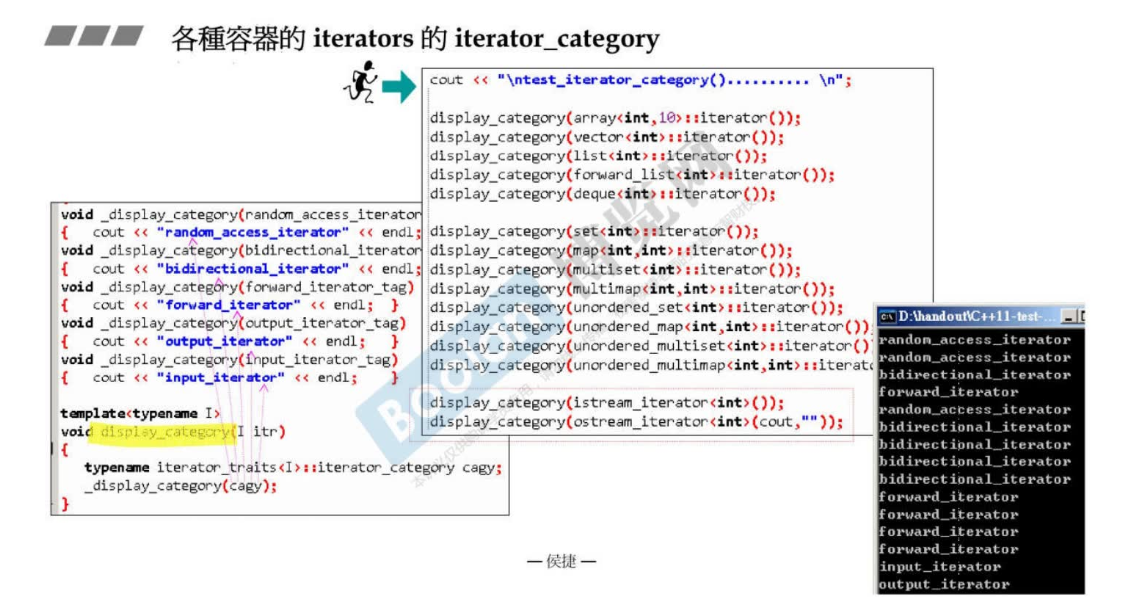 各種容器的 iterators 的 iterator_category
cout << "\ntest_iterator_category().......... \n";
display_category(array<int,10>::iterator());
display_category(vector<int>::iterator());
display_category(list<int>::iterator());
display_category(forward_list<int>::iterator());
display_category(deque<int>::iterator());
display_category(set<int>::iterator());
display_category(map<int,int>::iterator());
display_category(multiset<int>::iterator());
display_category(multimap<int,int>::iterator());
display_category(unordered_set<int>::iterator());
display_category(unordered_map<int,int>::iterator());
display_category(unordered_multiset<int>::iterator()
display_category(unordered_multimap<int,int>::iterato
display_category(istream_iterator<int>());
display_category(ostream_iterator<int>(cout,""));
void _display_category(random_access_iterator
{ cout << "random_access_iterator" << endl;
void _display_category(bidirectional_iterator
{ cout << "bidirectional_iterator" << endl;
void _display_category(forward_iterator_tag)
{ cout << "forward_iterator" << endl; }
void _display_category(output_iterator_tag)
{ cout << "output_iterator" << endl; }
void _display_category(input_iterator_tag)
{ cout << "input_iterator" << endl; }
template<typename I>
void display_category(I itr)
{
typename iterator_traits<I>::iterator_category cagy;
_display_category(cagy);
}
D:\handout\C++11-test-...
random_access_iterator
random_access_iterator
bidirectional_iterator
forward_iterator
random_access_iterator
bidirectional_iterator
bidirectional_iterator
bidirectional_iterator
bidirectional_iterator
forward_iterator
forward_iterator
forward_iterator
forward_iterator
input_iterator
output_iterator
博览网
— 侯捷 —